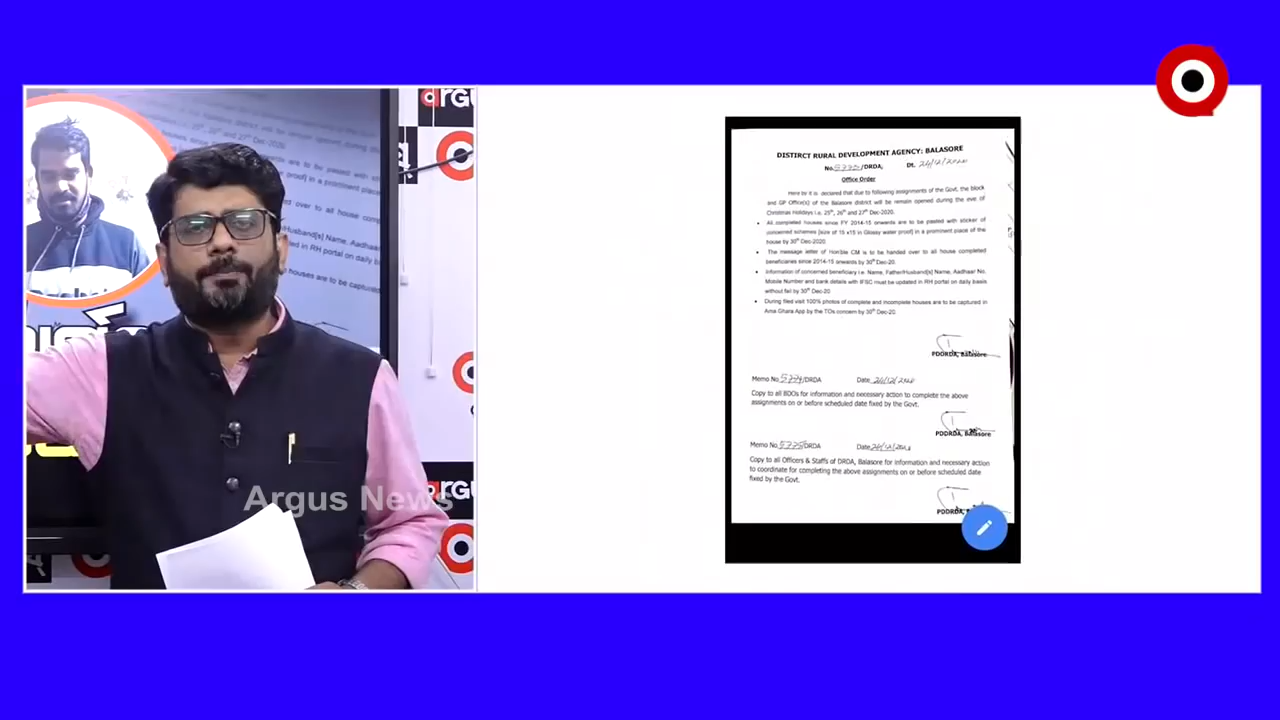 DISTIRCT RURAL DEVELOPMENT AGENCY: BALASORE
No. 5773/DRDA, Dt. 24/12/2020
Office Order
Here by it is declared that due to following assignments of the Govt, the block
and GP Office(s) of the Balasore district will be remain opened during the eve of
Christmas Holidays i.e. 25th, 26th and 27th Dec-2020.
• All completed houses since FY 2014-15 onwards are to be pasted with sticker of
concerned schemes [size of 15 x15 in Glossy water proof] in a prominent place of the
house by 30th Dec-2020.
• The message letter of Hon'ble CM is to be handed over to all house completed
beneficiaries since 2014-15 onwards by 30th Dec-20.
• Information of concerned beneficiary i.e. Name, Father/Husband[s] Name, Aadhaar No.
Mobile Number and bank details with IFSC must be updated in RH portal on daily basis
without fail by 30th Dec-20
• During filed visit 100% photos of complete and incomplete houses are to be captured in
Ama Ghara App by the TOs concern by 30th Dec-20.
PDDRDA, Balasore
Memo No. 5774/DRDA Date 24/12/2020
Copy to all BDOs for information and necessary action to complete the above
assignments on or before scheduled date fixed by the Govt.
PDDRDA, Balasore
Memo No. 5775/DRDA Date
Copy to all Officers & Staffs of DRDA, Balasore for information and necessary action
to coordinate for completing the above assignments on or before scheduled date
fixed by the Govt.
PDDRDA,
Argus News